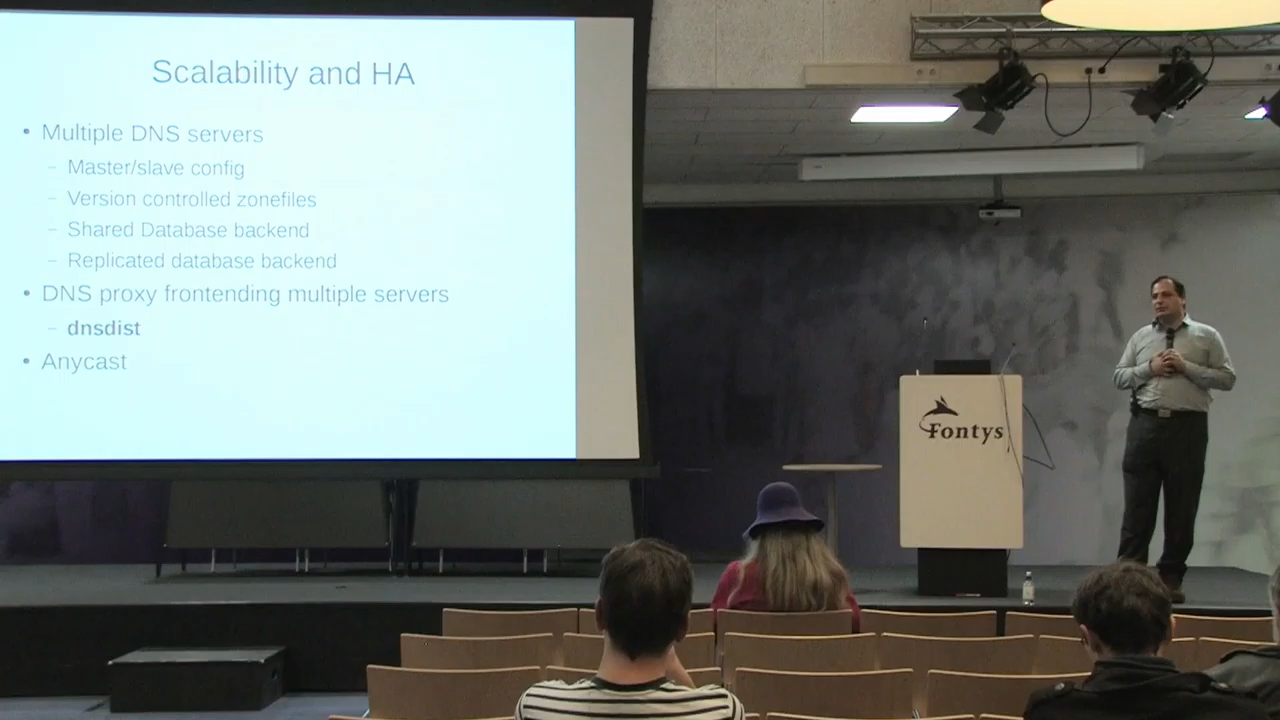 Scalability and HA
• Multiple DNS servers
– Master/slave config
– Version controlled zonefiles
– Shared Database backend
– Replicated database backend
• DNS proxy frontending multiple servers
– dnsdist
• Anycast
Fontys